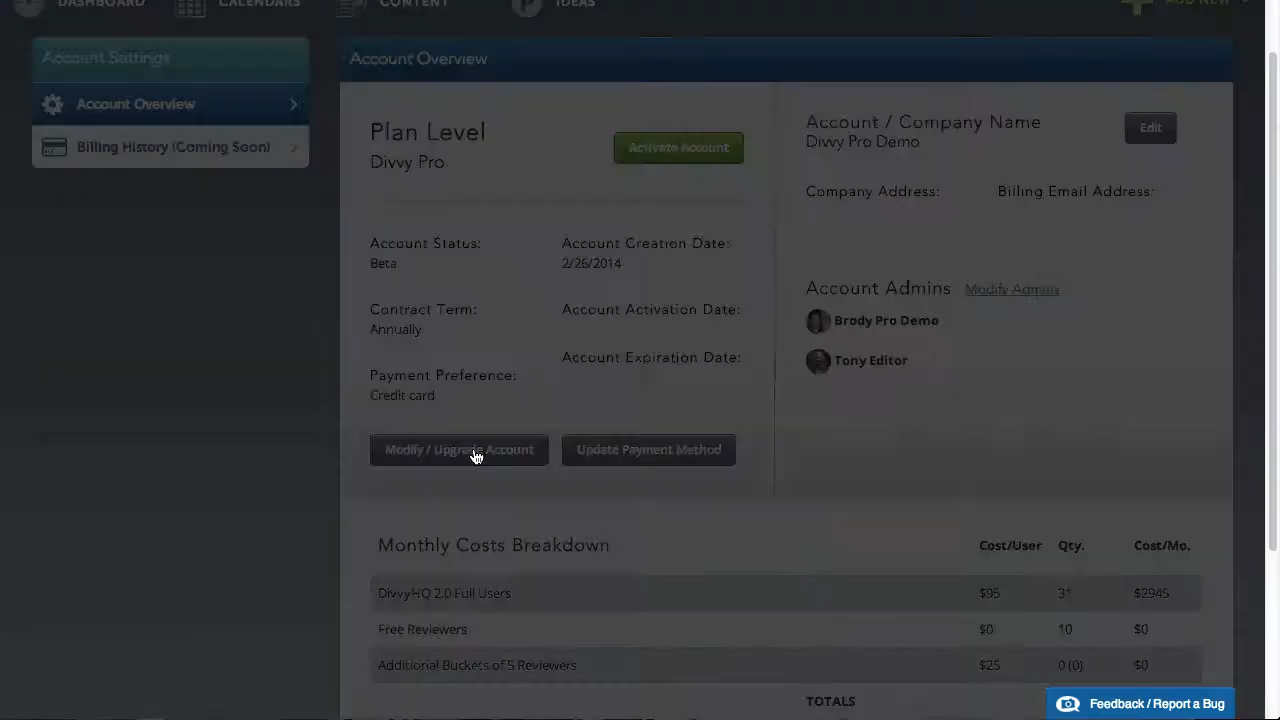 DASHBOARD CALENDARS CONTENT IDEAS ADD NEW
Account Settings
Account Overview
Billing History (Coming Soon)
Account Overview
Plan Level
Divvy Pro
Activate Account
Account Status:
Beta
Account Creation Date:
2/26/2014
Contract Term:
Annually
Account Activation Date:
Account Expiration Date:
Payment Preference:
Credit card
Modify / Upgrade Account
Update Payment Method
Account / Company Name
Divvy Pro Demo
Edit
Company Address:
Billing Email Address:
Account Admins Modify Admins
Brody Pro Demo
Tony Editor
Monthly Costs Breakdown Cost/User Qty. Cost/Mo.
DivvyHQ 2.0 Full Users $95 31 $2945
Free Reviewers $0 10 $0
Additional Buckets of 5 Reviewers $25 0 (0) $0
TOTALS
Feedback / Report a Bug